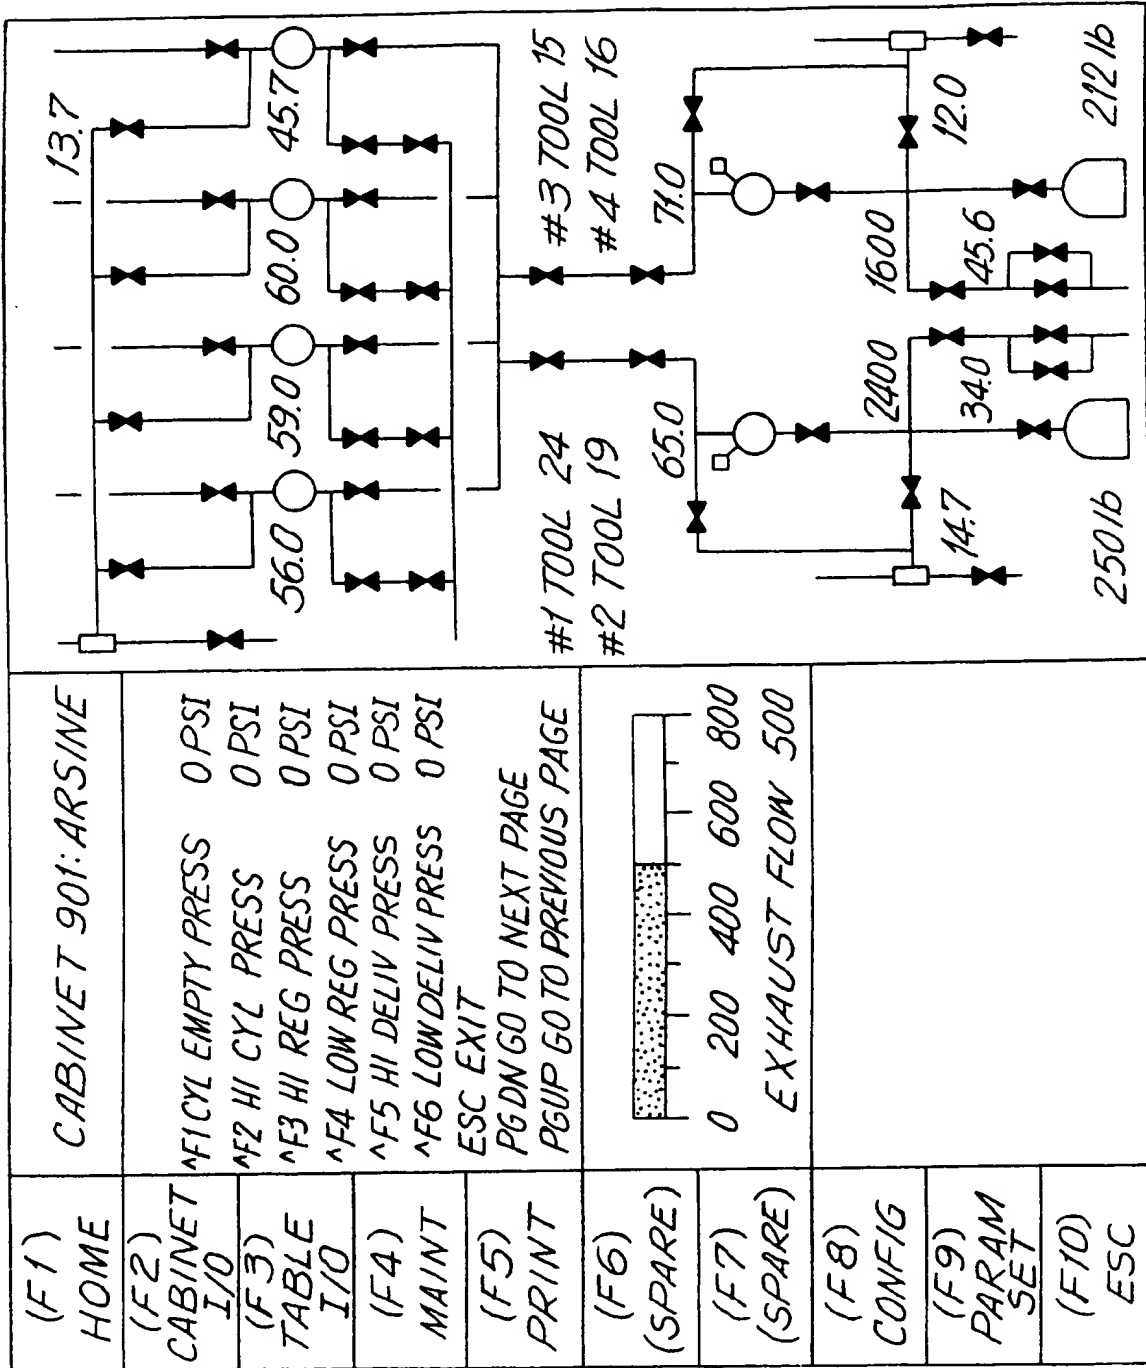 (F1)
HOME
(F2)
CABINET
I/O
(F3)
TABLE
I/O
(F4)
MAINT
(F5)
PRINT
(F6)
(SPARE)
(F7)
(SPARE)
(F8)
CONFIG
(F9)
PARAM
SET
(F10)
ESC
CABINET 901: ARSINE
^F1 CYL EMPTY PRESS 0 PSI
^F2 HI CYL PRESS 0 PSI
^F3 HI REG PRESS 0 PSI
^F4 LOW REG PRESS 0 PSI
^F5 HI DELIV PRESS 0 PSI
^F6 LOW DELIV PRESS 0 PSI
ESC EXIT
PGDN GO TO NEXT PAGE
PGUP GO TO PREVIOUS PAGE
0 200 400 600 800
EXHAUST FLOW 500
13.7
56.0 59.0 60.0 45.7
#1 TOOL 24 #3 TOOL 15
#2 TOOL 19 #4 TOOL 16
65.0 71.0
2400 1600
14.7 34.0 45.6 12.0
250 lb 212 lb